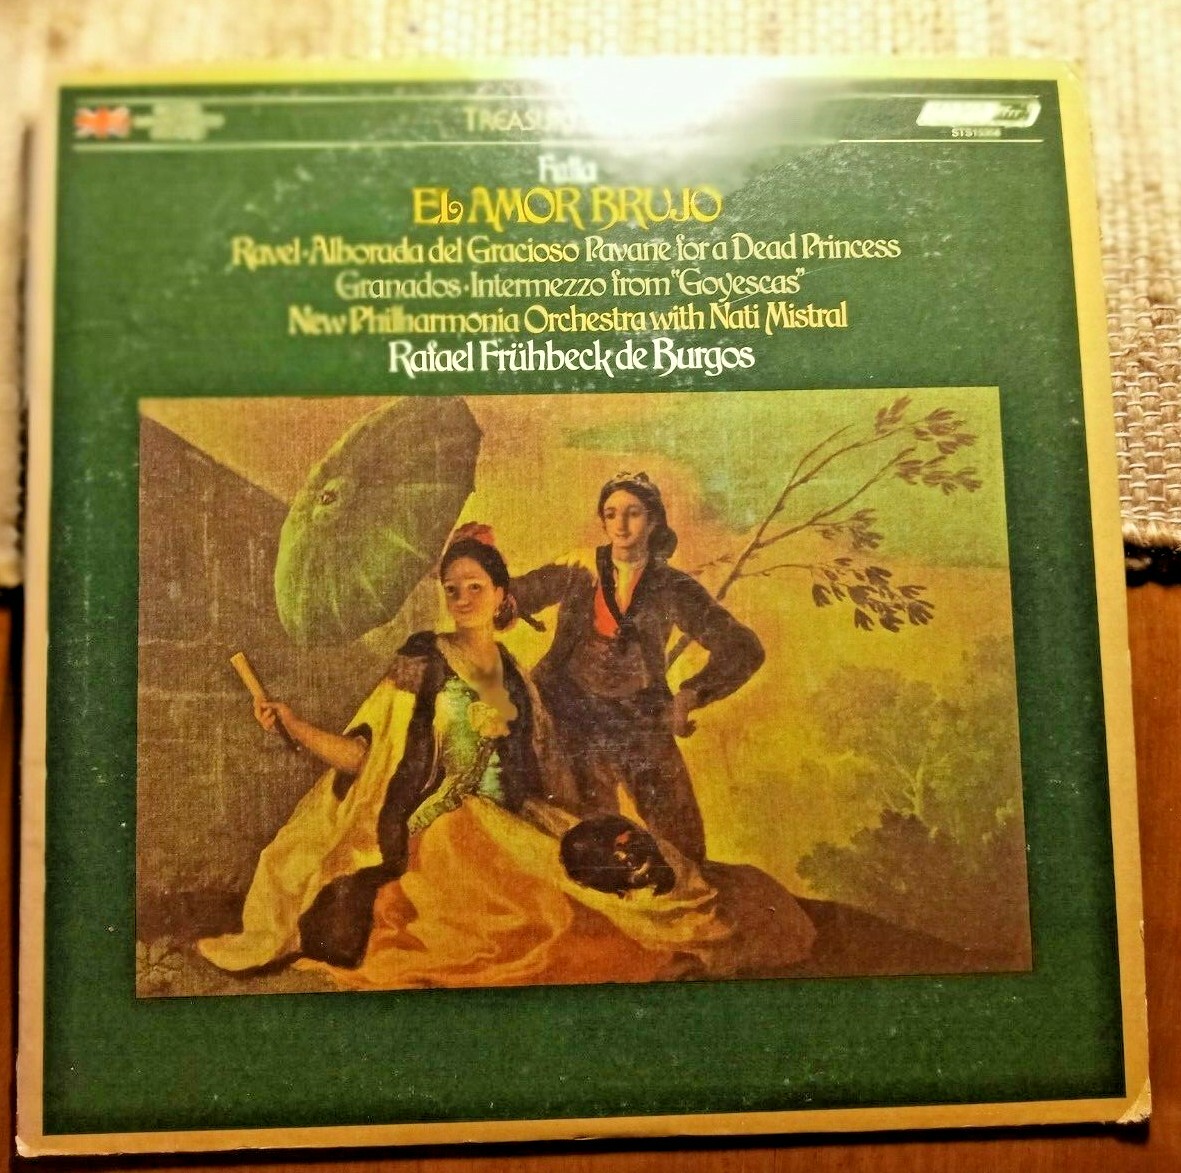 Falla
EL AMOR BRUJO
Ravel·Alborada del Gracioso Pavane for a Dead Princess
Granados·Intermezzo from "Goyescas"
New Philharmonia Orchestra with Nati Mistral
Rafael Frühbeck de Burgos